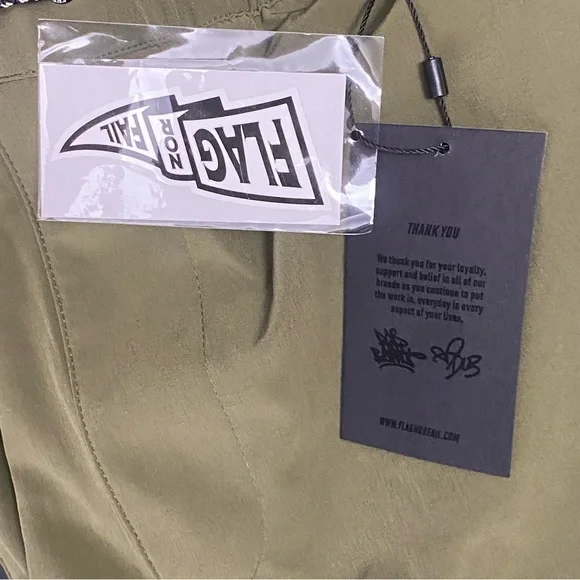 FLAG
NOR
FAIL
THANK YOU
We thank you for your loyalty,
support and belief in all of our
brands as you continue to put
the work in, everyday in every
aspect of your lives.
WWW.FLAGNORFAIL.COM